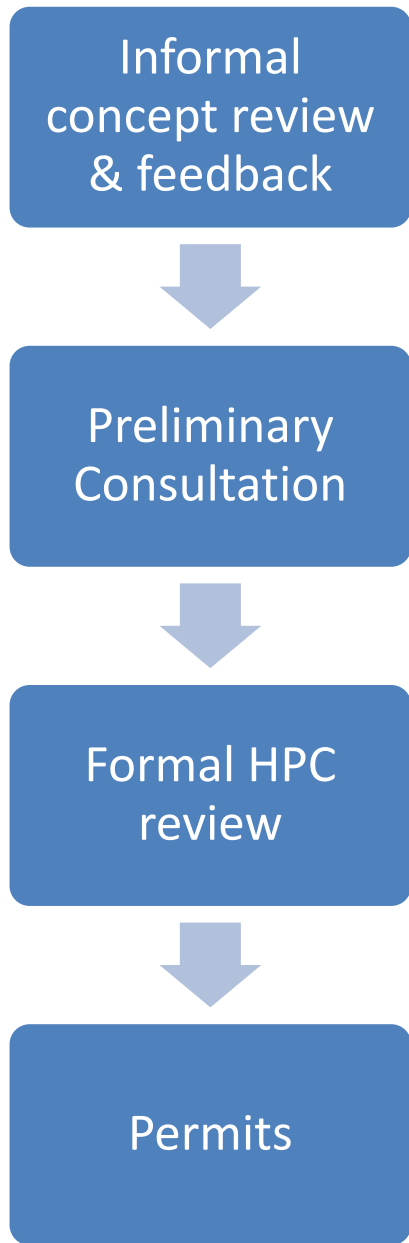 Informal
concept review
& feedback
Preliminary
Consultation
Formal HPC
review
Permits